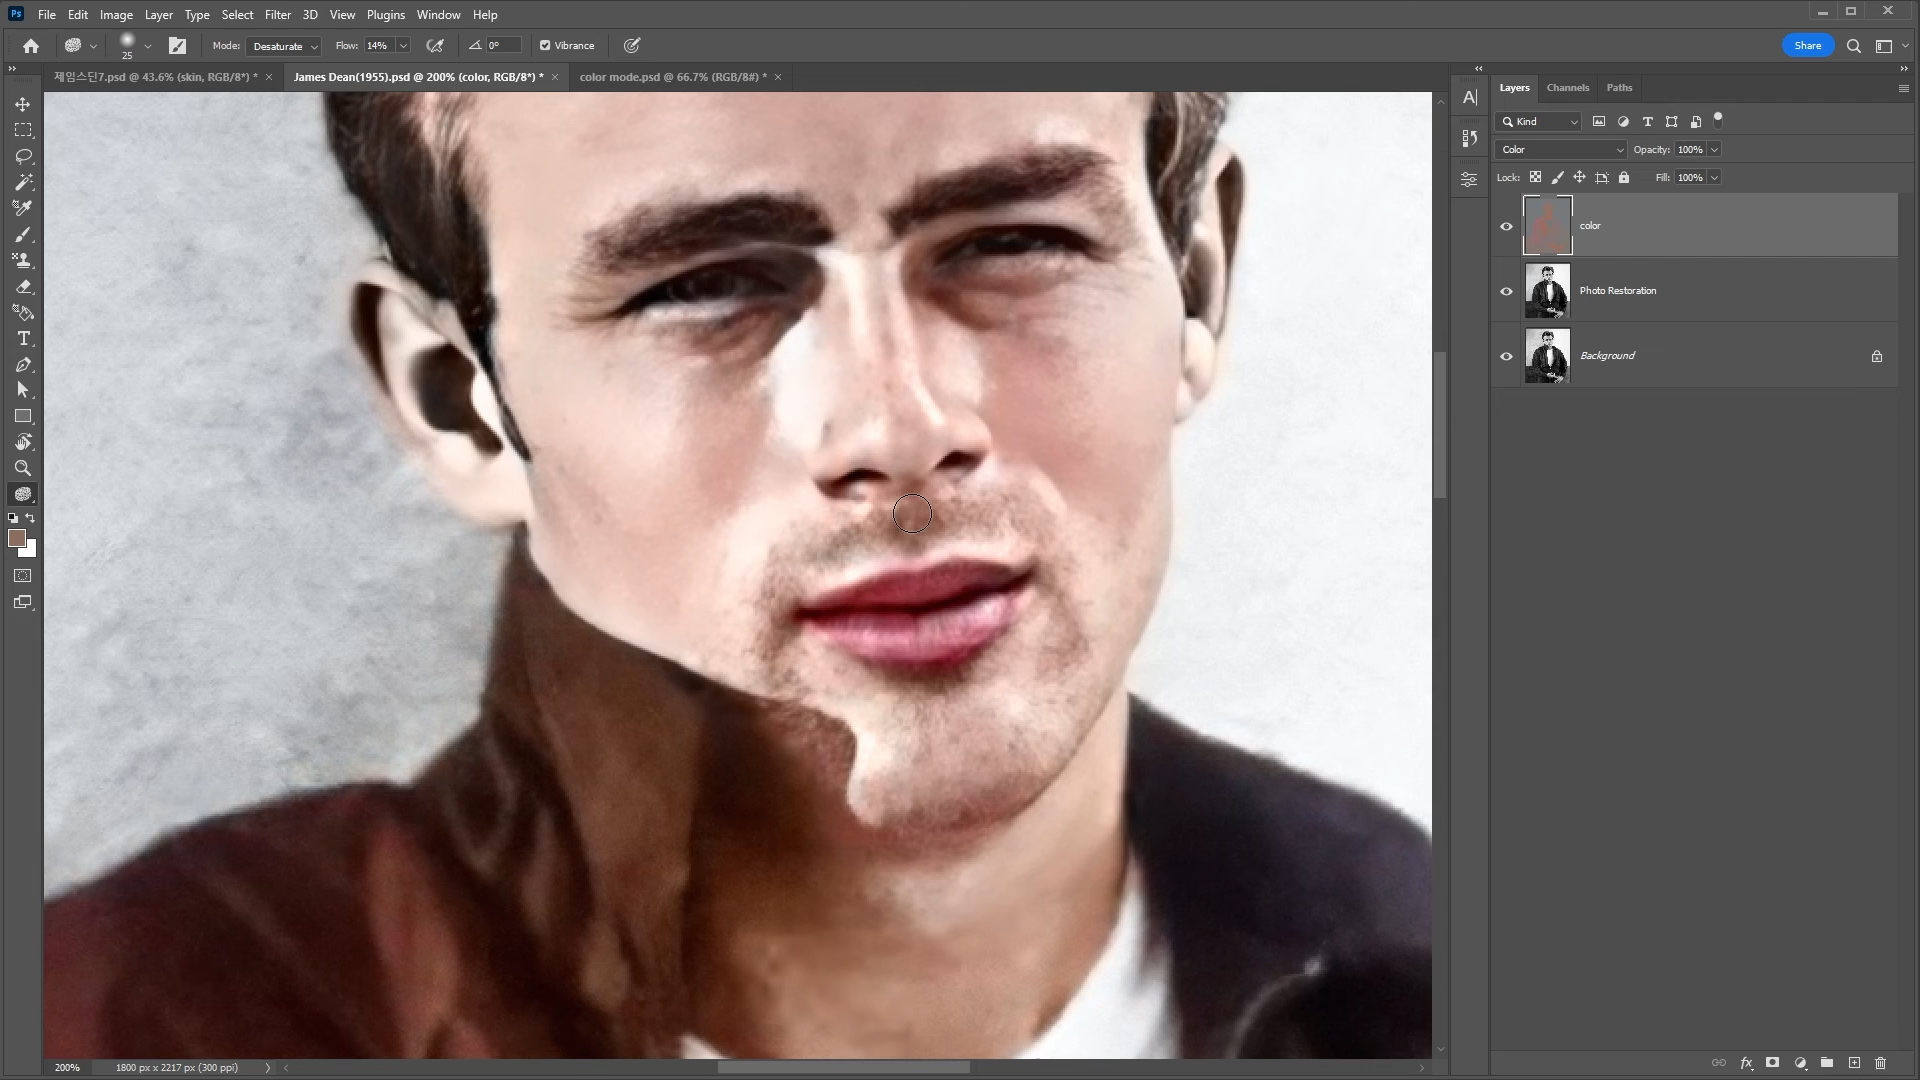 Ps File Edit Image Layer Type Select Filter 3D View Plugins Window Help
25 Mode: Desaturate Flow: 14% 0° Vibrance Share
제임스딘7.psd @ 43.6% (skin, RGB/8*) * × James Dean(1955).psd @ 200% (color, RGB/8*) * × color mode.psd @ 66.7% (RGB/8#) * ×
Layers Channels Paths
Kind
Color Opacity: 100%
Lock: Fill: 100%
color
Photo Restoration
Background
200% 1800 px x 2217 px (300 ppi)